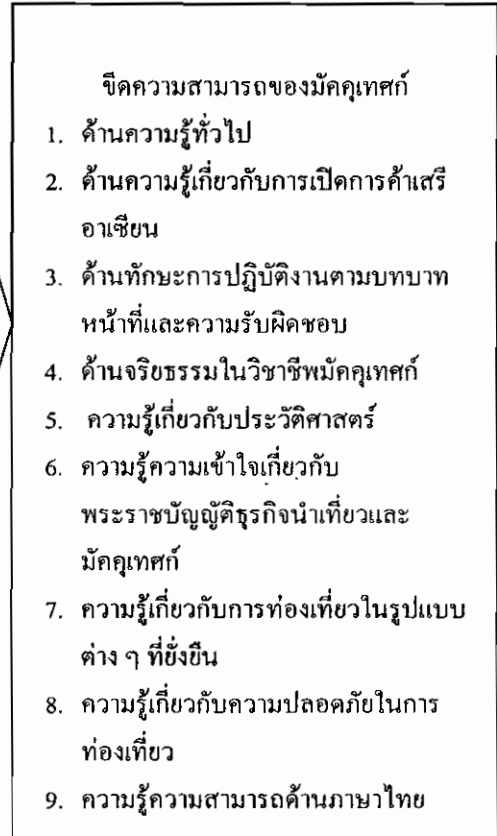 ขีดความสามารถของมัคคุเทศก์
1. ด้านความรู้ทั่วไป
2. ด้านความรู้เกี่ยวกับการเปิดการค้าเสรี
อาเซียน
3. ด้านทักษะการปฏิบัติงานตามบทบาท
หน้าที่และความรับผิดชอบ
4. ด้านจริยธรรมในวิชาชีพมัคคุเทศก์
5. ความรู้เกี่ยวกับประวัติศาสตร์
6. ความรู้ความเข้าใจเกี่ยวกับ
พระราชบัญญัติธุรกิจนำเที่ยวและ
มัคคุเทศก์
7. ความรู้เกี่ยวกับการท่องเที่ยวในรูปแบบ
ต่าง ๆ ที่ยั่งยืน
8. ความรู้เกี่ยวกับความปลอดภัยในการ
ท่องเที่ยว
9. ความรู้ความสามารถด้านภาษาไทย